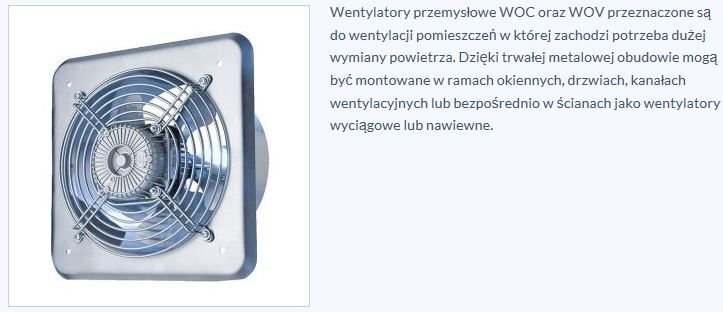 Wentylatory przemysłowe WOC oraz WOV przeznaczone są
do wentylacji pomieszczeń w której zachodzi potrzeba dużej
wymiany powietrza. Dzięki trwałej metalowej obudowie mogą
być montowane w ramach okiennych, drzwiach, kanałach
wentylacyjnych lub bezpośrednio w ścianach jako wentylatory
wyciągowe lub nawiewne.